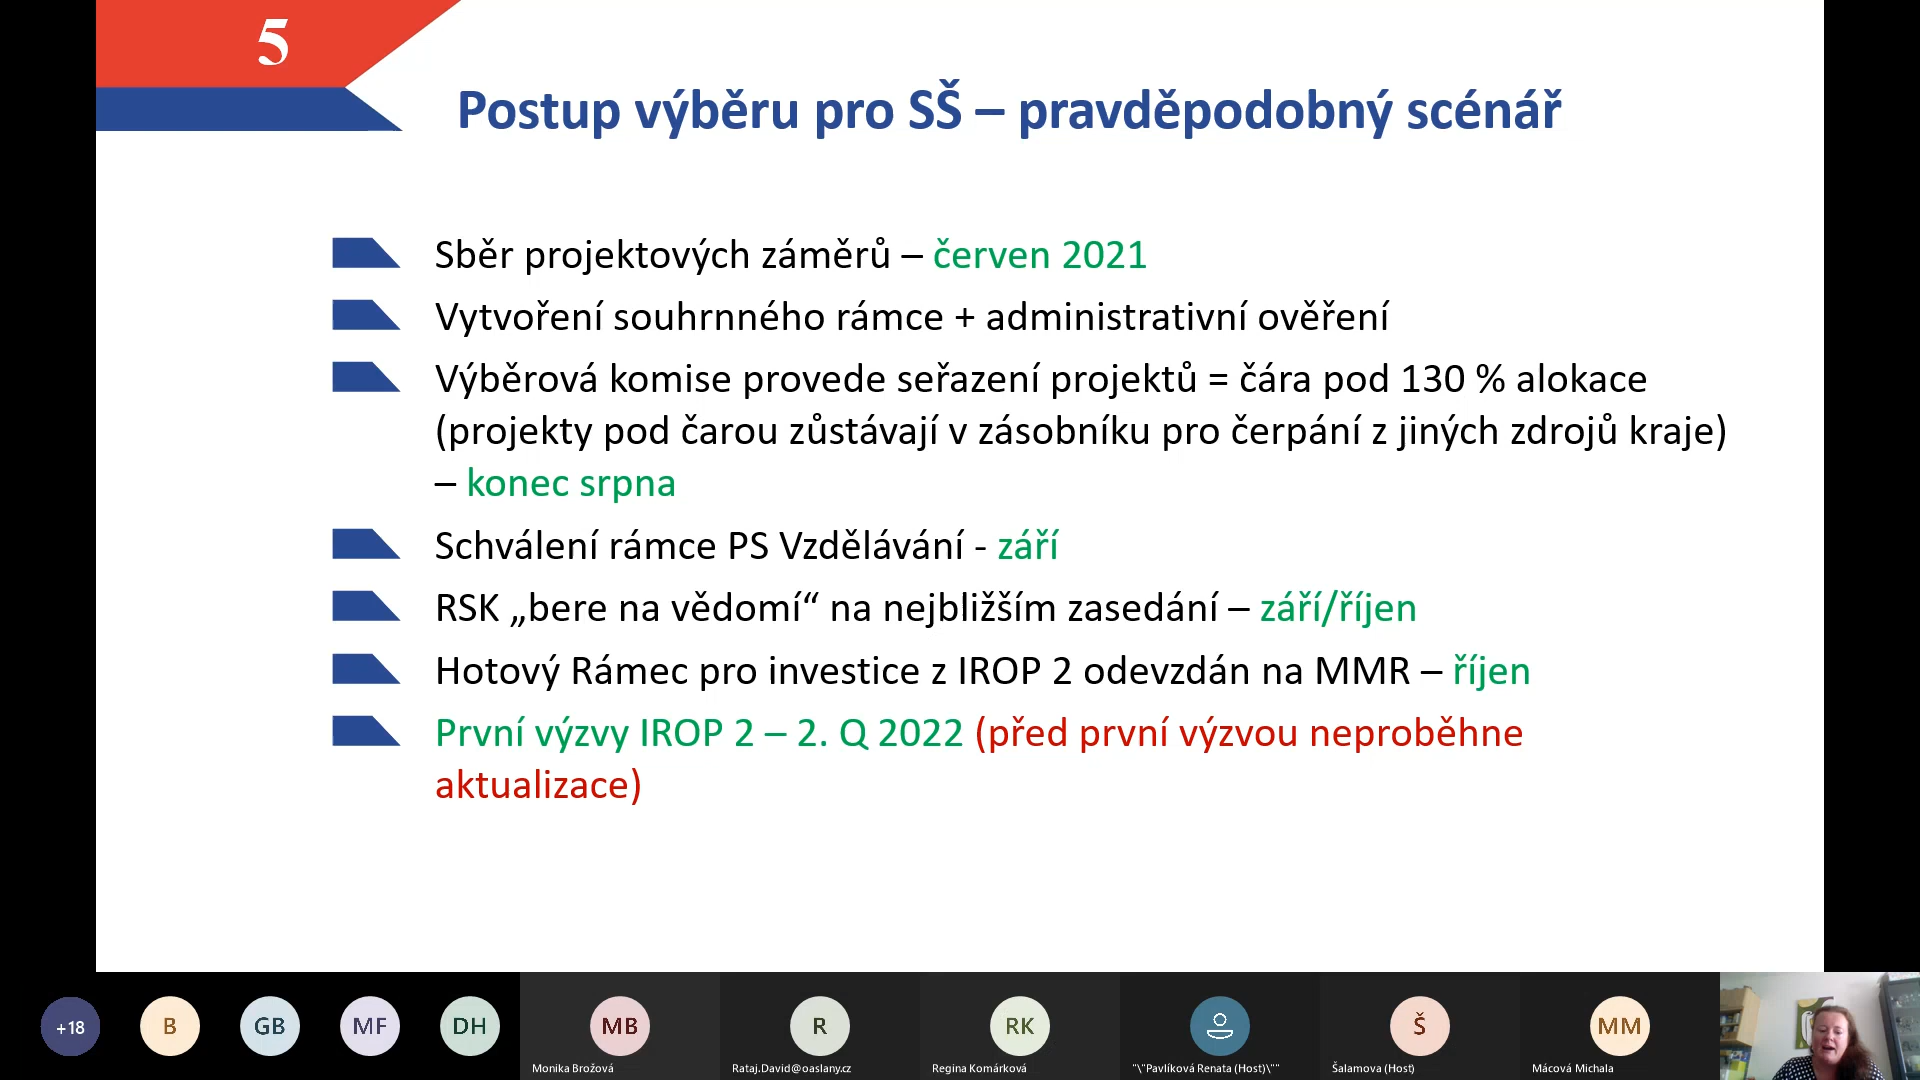 5
Postup výběru pro SŠ – pravděpodobný scénář
Sběr projektových záměrů – červen 2021
Vytvoření souhrnného rámce + administrativní ověření
Výběrová komise provede seřazení projektů = čára pod 130 % alokace
(projekty pod čarou zůstávají v zásobníku pro čerpání z jiných zdrojů kraje)
– konec srpna
Schválení rámce PS Vzdělávání - září
RSK „bere na vědomí“ na nejbližším zasedání – září/říjen
Hotový Rámec pro investice z IROP 2 odevzdán na MMR – říjen
První výzvy IROP 2 – 2. Q 2022 (před první výzvou neproběhne
aktualizace)
+18 B GB MF DH MB R RK Š MM
Monika Brožová Rataj.David@oaslany.cz Regina Komárková "\"Pavlíková Renata (Host)\"" Šalamova (Host) Mácová Michala